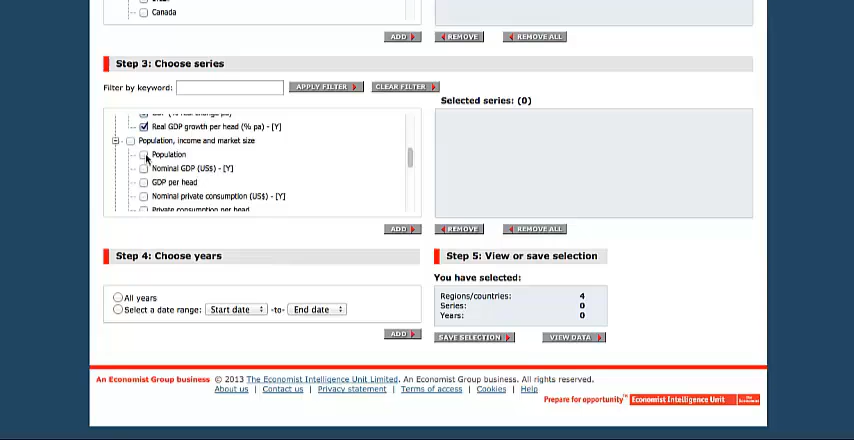 Canada
ADD
REMOVE
REMOVE ALL
Step 3: Choose series
Filter by keyword:
APPLY FILTER
CLEAR FILTER
Selected series: (0)
Real GDP growth per head (% pa) - [Y]
Population, income and market size
Population
Nominal GDP (US$) - [Y]
GDP per head
Nominal private consumption (US$) - [Y]
Private consumption per head
ADD
REMOVE
REMOVE ALL
Step 4: Choose years
Step 5: View or save selection
You have selected:
All years
Regions/countries: 4
Select a date range: Start date -to- End date
Series: 0
Years: 0
ADD
SAVE SELECTION
VIEW DATA
An Economist Group business © 2013 The Economist Intelligence Unit Limited. An Economist Group business. All rights reserved.
About us | Contact us | Privacy statement | Terms of access | Cookies | Help
Prepare for opportunity™ Economist Intelligence Unit